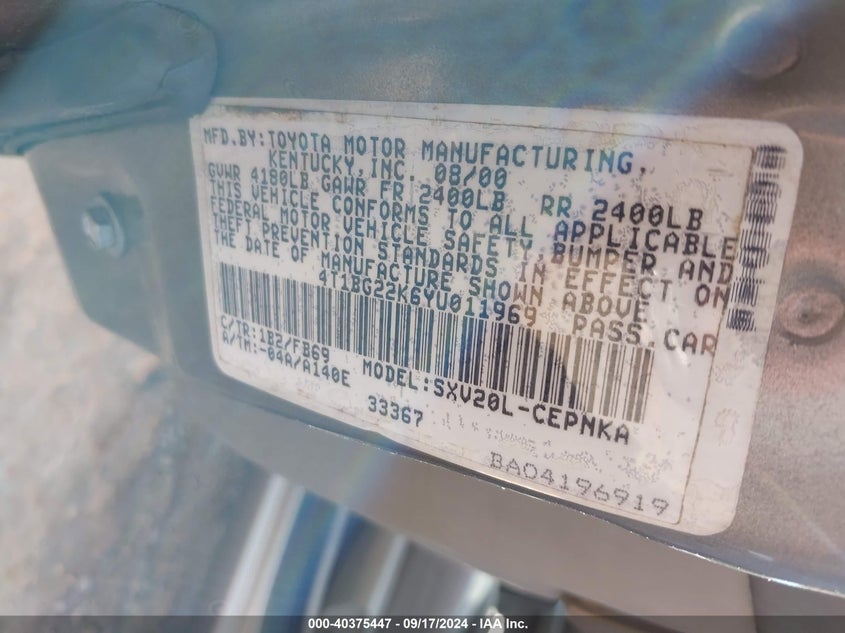 MFD.BY:TOYOTA MOTOR MANUFACTURING,
KENTUCKY,INC. 08/00
GVWR 4180LB GAWR FR 2400LB RR 2400LB
THIS VEHICLE CONFORMS TO ALL APPLICABLE
FEDERAL MOTOR VEHICLE SAFETY,BUMPER AND
THEFT PREVENTION STANDARDS IN EFFECT ON
THE DATE OF MANUFACTURE SHOWN ABOVE.
4T1BG22K6YU011969 PASS.CAR
C/TR:1B2/FB69
A/TM:-04A/A140E MODEL:SXV20L-CEPNKA
33367
BA04196919
000-40375447 - 09/17/2024 - IAA Inc.